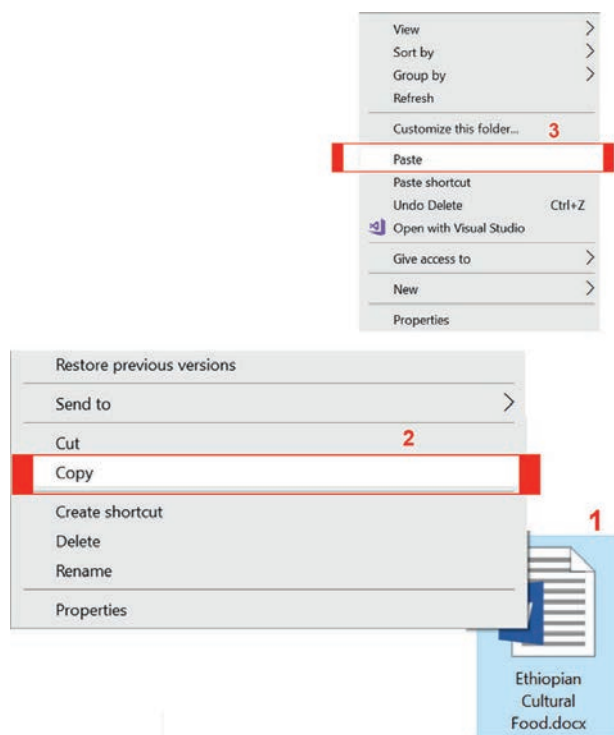 View
Sort by
Group by
Refresh
Customize this folder... 3
Paste
Paste shortcut
Undo Delete Ctrl+Z
Open with Visual Studio
Give access to
New
Properties
Restore previous versions
Send to
Cut 2
Copy
Create shortcut
Delete
Rename
Properties
1
Ethiopian
Cultural
Food.docx